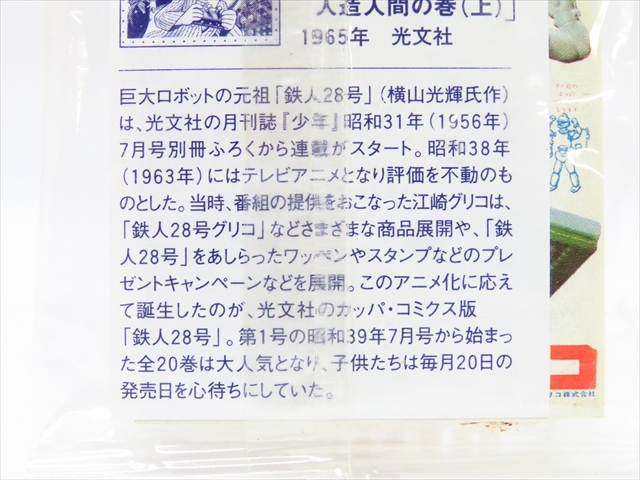 人造人間の巻(上)」
1965年 光文社
巨大ロボットの元祖「鉄人28号」(横山光輝氏作)
は、光文社の月刊誌『少年』昭和31年(1956年)
7月号別冊ふろくから連載がスタート。昭和38年
(1963年)にはテレビアニメとなり評価を不動のも
のとした。当時、番組の提供をおこなった江崎グリコは、
「鉄人28号グリコ」などさまざまな商品展開や、「鉄
人28号」をあしらったワッペンやスタンプなどのプレ
ゼントキャンペーンなどを展開。このアニメ化に応え
て誕生したのが、光文社のカッパ・コミクス版
「鉄人28号」。第1号の昭和39年7月号から始まっ
た全20巻は大人気となり、子供たちは毎月20日の
発売日を心待ちにしていた。
コ
リコ株式会社